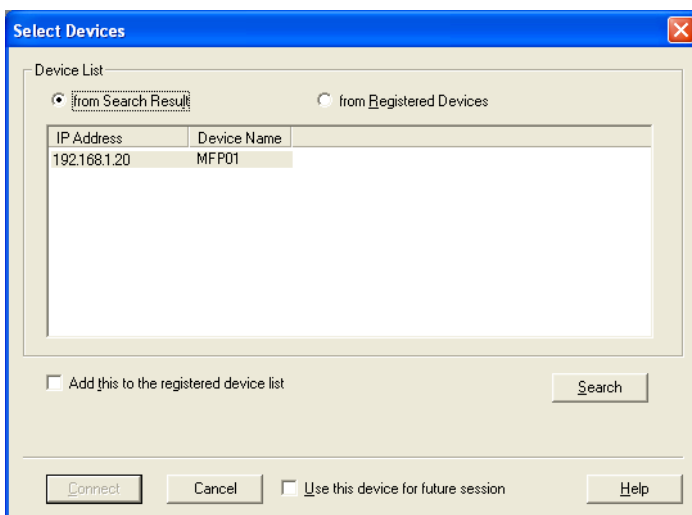 Select Devices
Device List
from Search Result
from Registered Devices
IP Address Device Name
192.168.1.20 MFP01
Add this to the registered device list
Search
Connect Cancel Use this device for future session Help